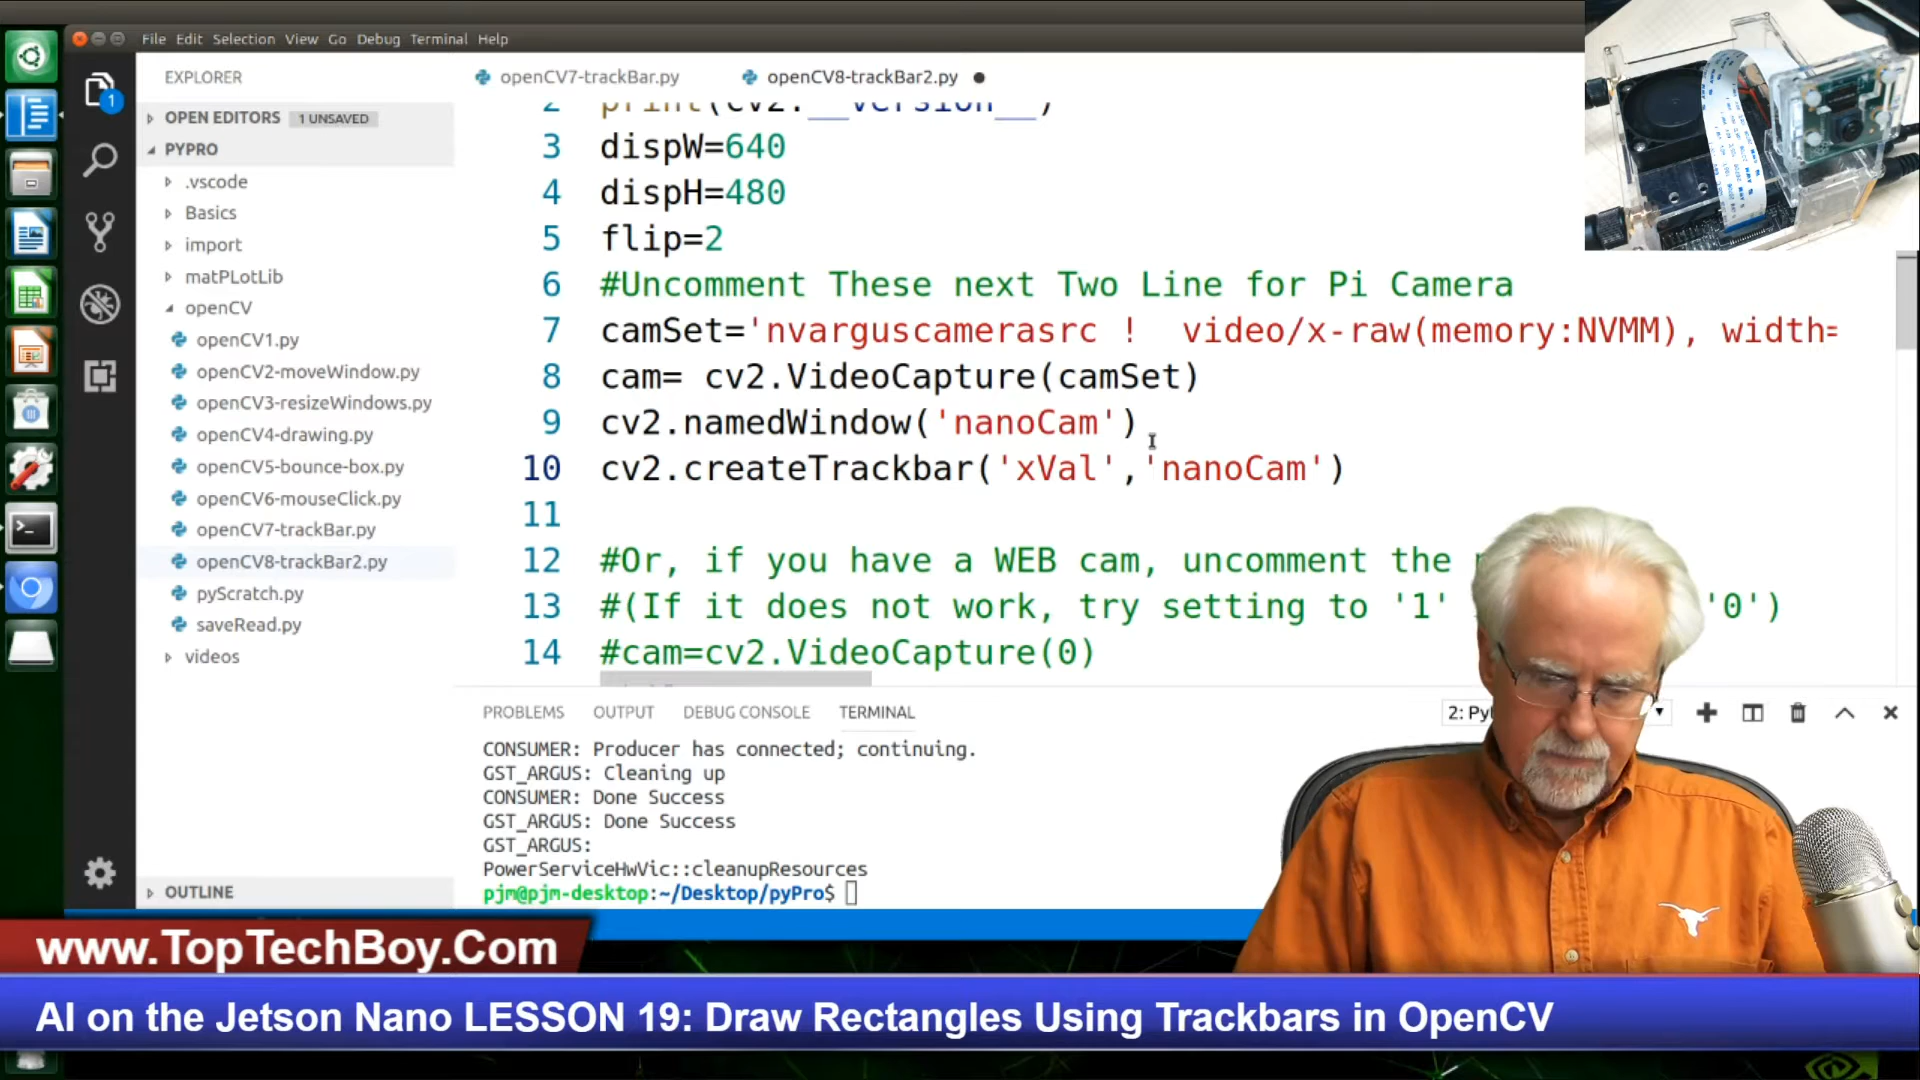 File Edit Selection View Go Debug Terminal Help
EXPLORER
OPEN EDITORS 1 UNSAVED
PYPRO
.vscode
Basics
import
matPLotLib
openCV
openCV1.py
openCV2-moveWindow.py
openCV3-resizeWindows.py
openCV4-drawing.py
openCV5-bounce-box.py
openCV6-mouseClick.py
openCV7-trackBar.py
openCV8-trackBar2.py
pyScratch.py
saveRead.py
videos
OUTLINE
1
openCV7-trackBar.py openCV8-trackBar2.py
2 print(cv2.__version__)
3 dispW=640
4 dispH=480
5 flip=2
6 #Uncomment These next Two Line for Pi Camera
7 camSet='nvarguscamerasrc !  video/x-raw(memory:NVMM), width=
8 cam= cv2.VideoCapture(camSet)
9 cv2.namedWindow('nanoCam')
10 cv2.createTrackbar('xVal','nanoCam')
11
12 #Or, if you have a WEB cam, uncomment the
13 #(If it does not work, try setting to '1' '0')
14 #cam=cv2.VideoCapture(0)
PROBLEMS OUTPUT DEBUG CONSOLE TERMINAL 2:
CONSUMER: Producer has connected; continuing.
GST_ARGUS: Cleaning up
CONSUMER: Done Success
GST_ARGUS: Done Success
GST_ARGUS:
PowerServiceHwVic::cleanupResources
pjm@pjm-desktop:~/Desktop/pyPro$
www.TopTechBoy.Com
AI on the Jetson Nano LESSON 19: Draw Rectangles Using Trackbars in OpenCV